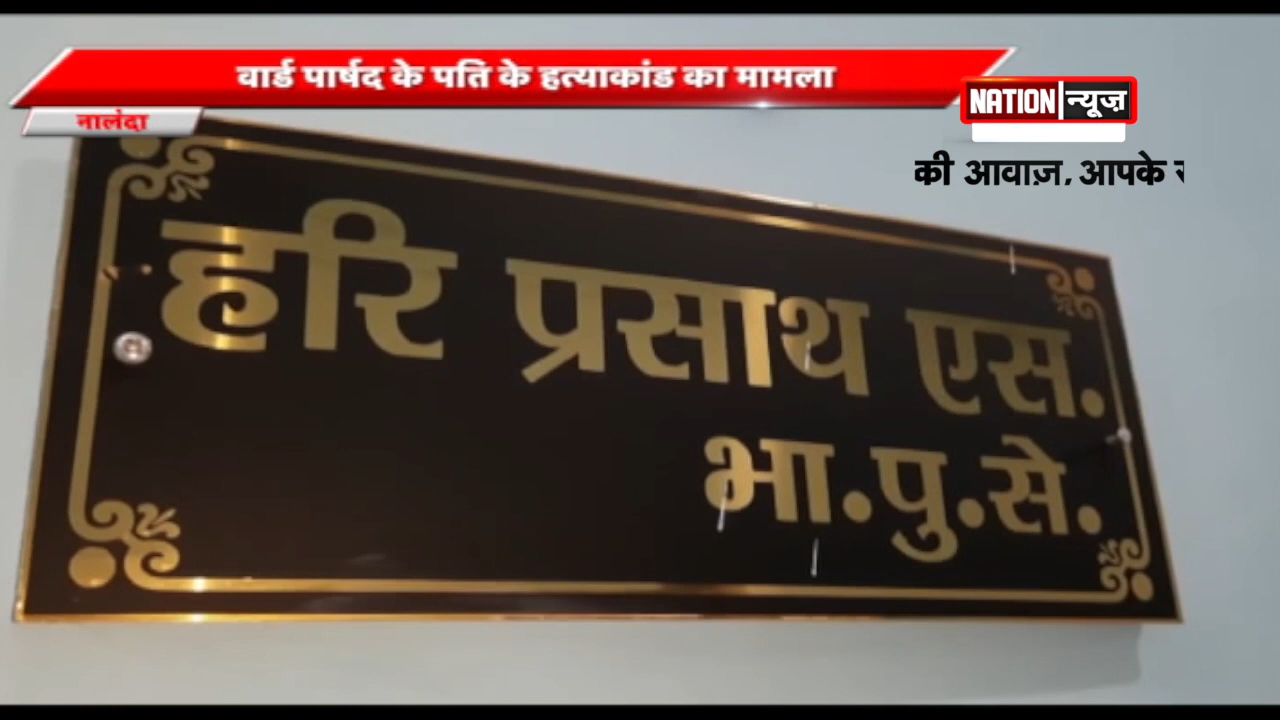 वार्ड पार्षद के पति के हत्याकांड का मामला
NATION न्यूज़
नालंदा
की आवाज़, आपके
हरि प्रसाथ एस.
भा.पु.से.